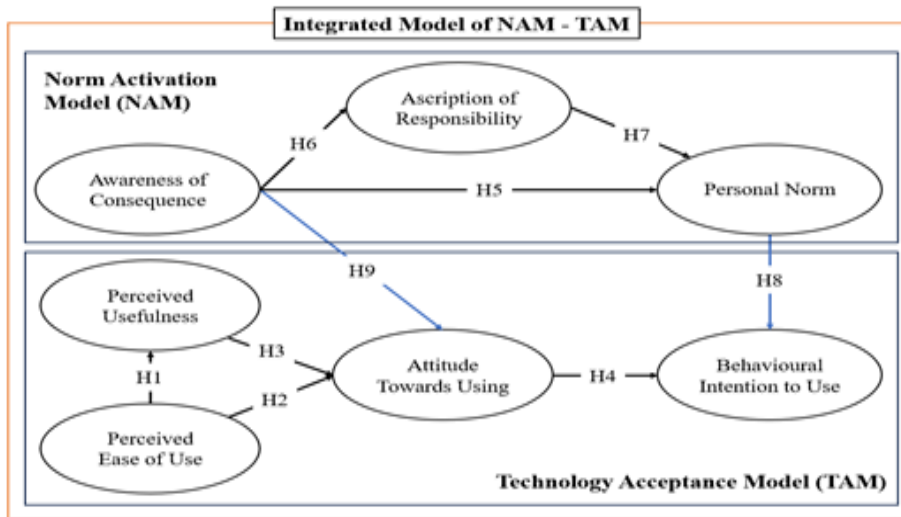 Integrated Model of NAM - TAM
Norm Activation
Model (NAM)
Ascription of
Responsibility
H6
H7
Awareness of
Consequence
H5
Personal Norm
H9
H8
Perceived
Usefulness
H3
Attitude
Towards Using
H4
Behavioural
Intention to Use
H1
H2
Perceived
Ease of Use
Technology Acceptance Model (TAM)